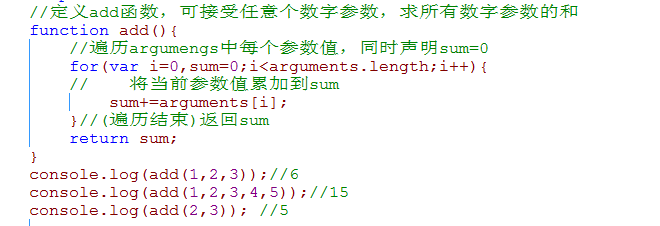 //定义add函数，可接受任意个数字参数，求所有数字参数的和
function add(){
//遍历argumengs中每个参数值，同时声明sum=0
for(var i=0,sum=0;i<arguments.length;i++){
// 将当前参数值累加到sum
sum+=arguments[i];
}//(遍历结束)返回sum
return sum;
}
console.log(add(1,2,3));//6
console.log(add(1,2,3,4,5));//15
console.log(add(2,3)); //5